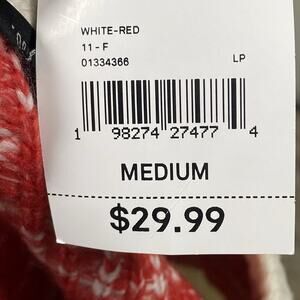 WHITE-RED
11 - F
01334366
LP
1 98274 27477 4
MEDIUM
$29.99